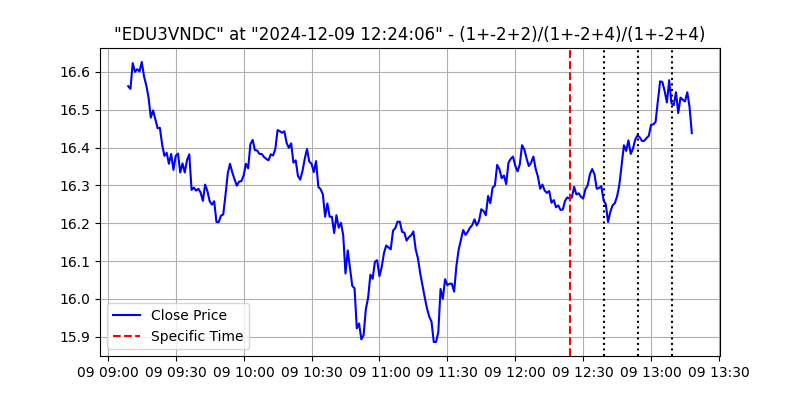 "EDU3VNDC" at "2024-12-09 12:24:06" - (1+-2+2)/(1+-2+4)/(1+-2+4)
16.6
16.5
16.4
16.3
16.2
16.1
16.0
15.9
Close Price
Specific Time
09 09:00 09 09:30 09 10:00 09 10:30 09 11:00 09 11:30 09 12:00 09 12:30 09 13:00 09 13:30